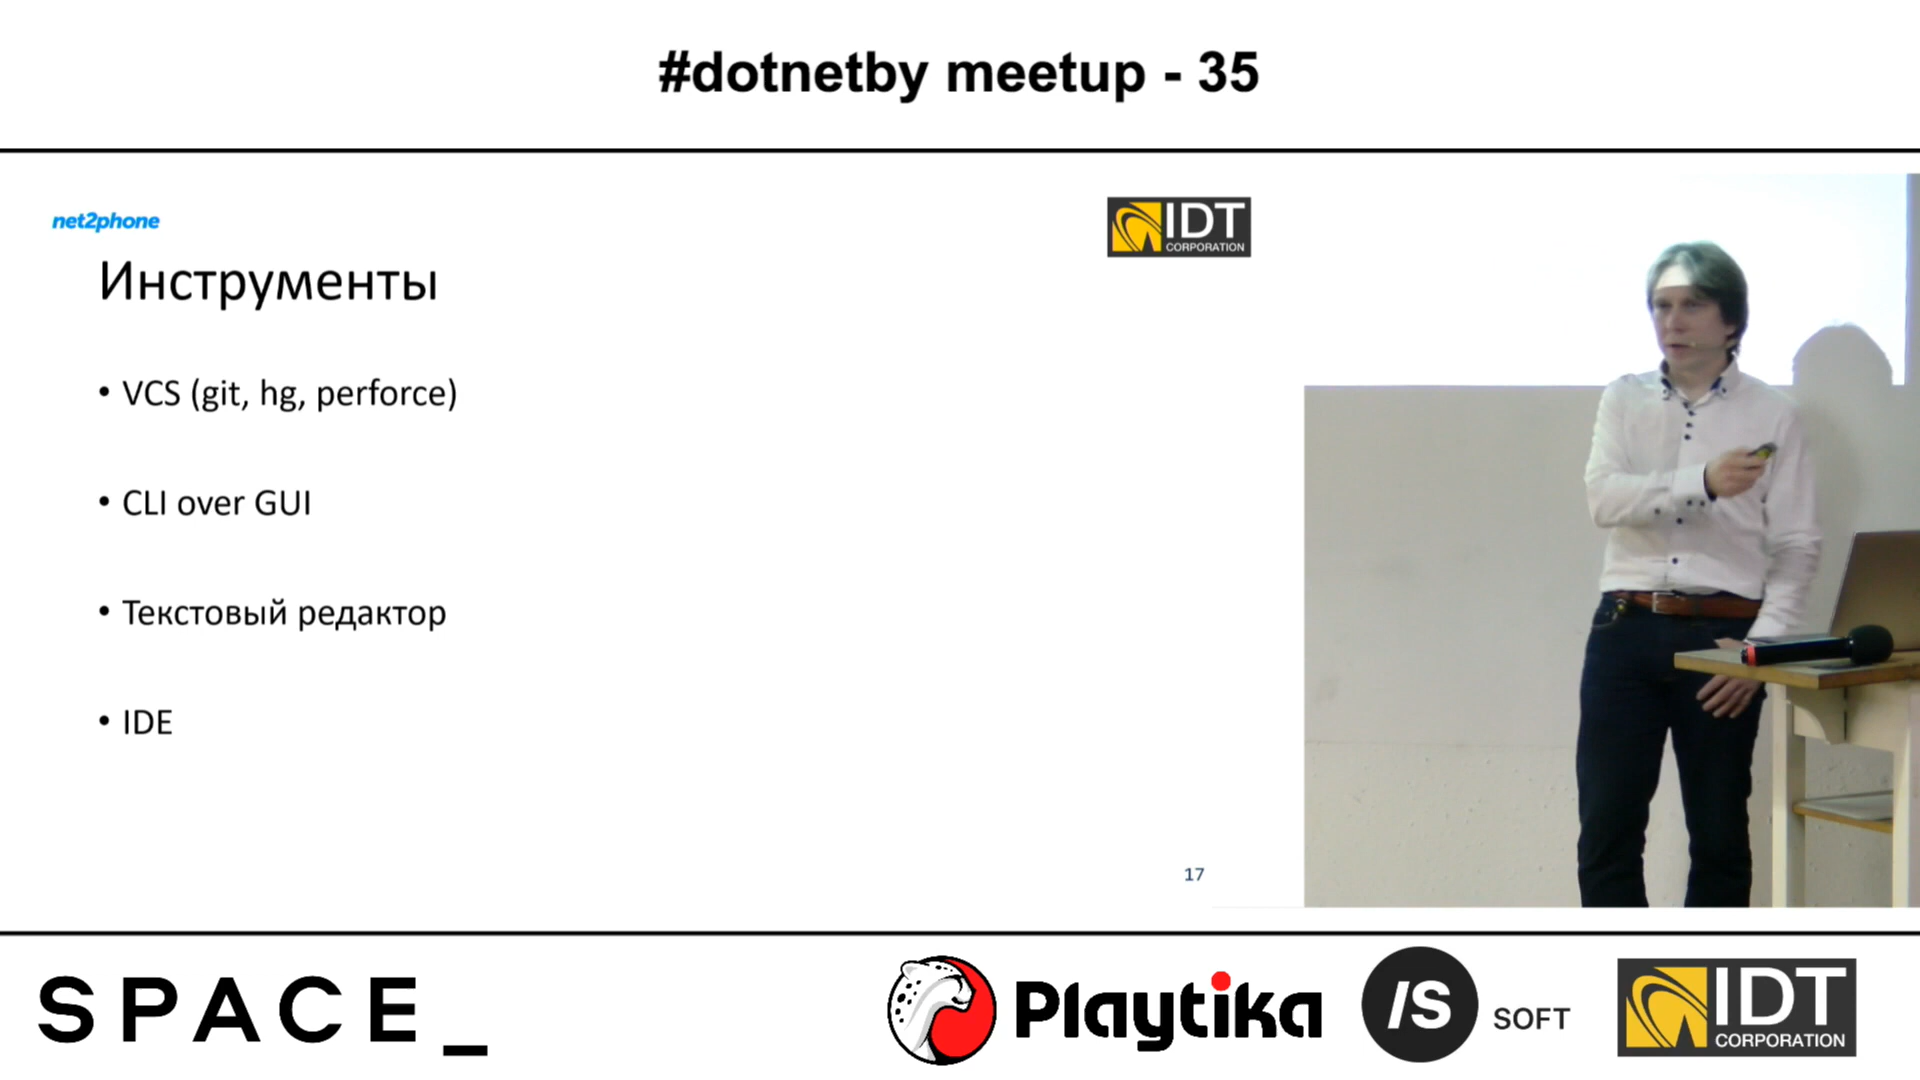 #dotnetby meetup - 35
net2phone
IDT
CORPORATION
Инструменты
• VCS (git, hg, perforce)
• CLI over GUI
• Текстовый редактор
• IDE
17
SPACE_
Playtika
/S SOFT
IDT
CORPORATION